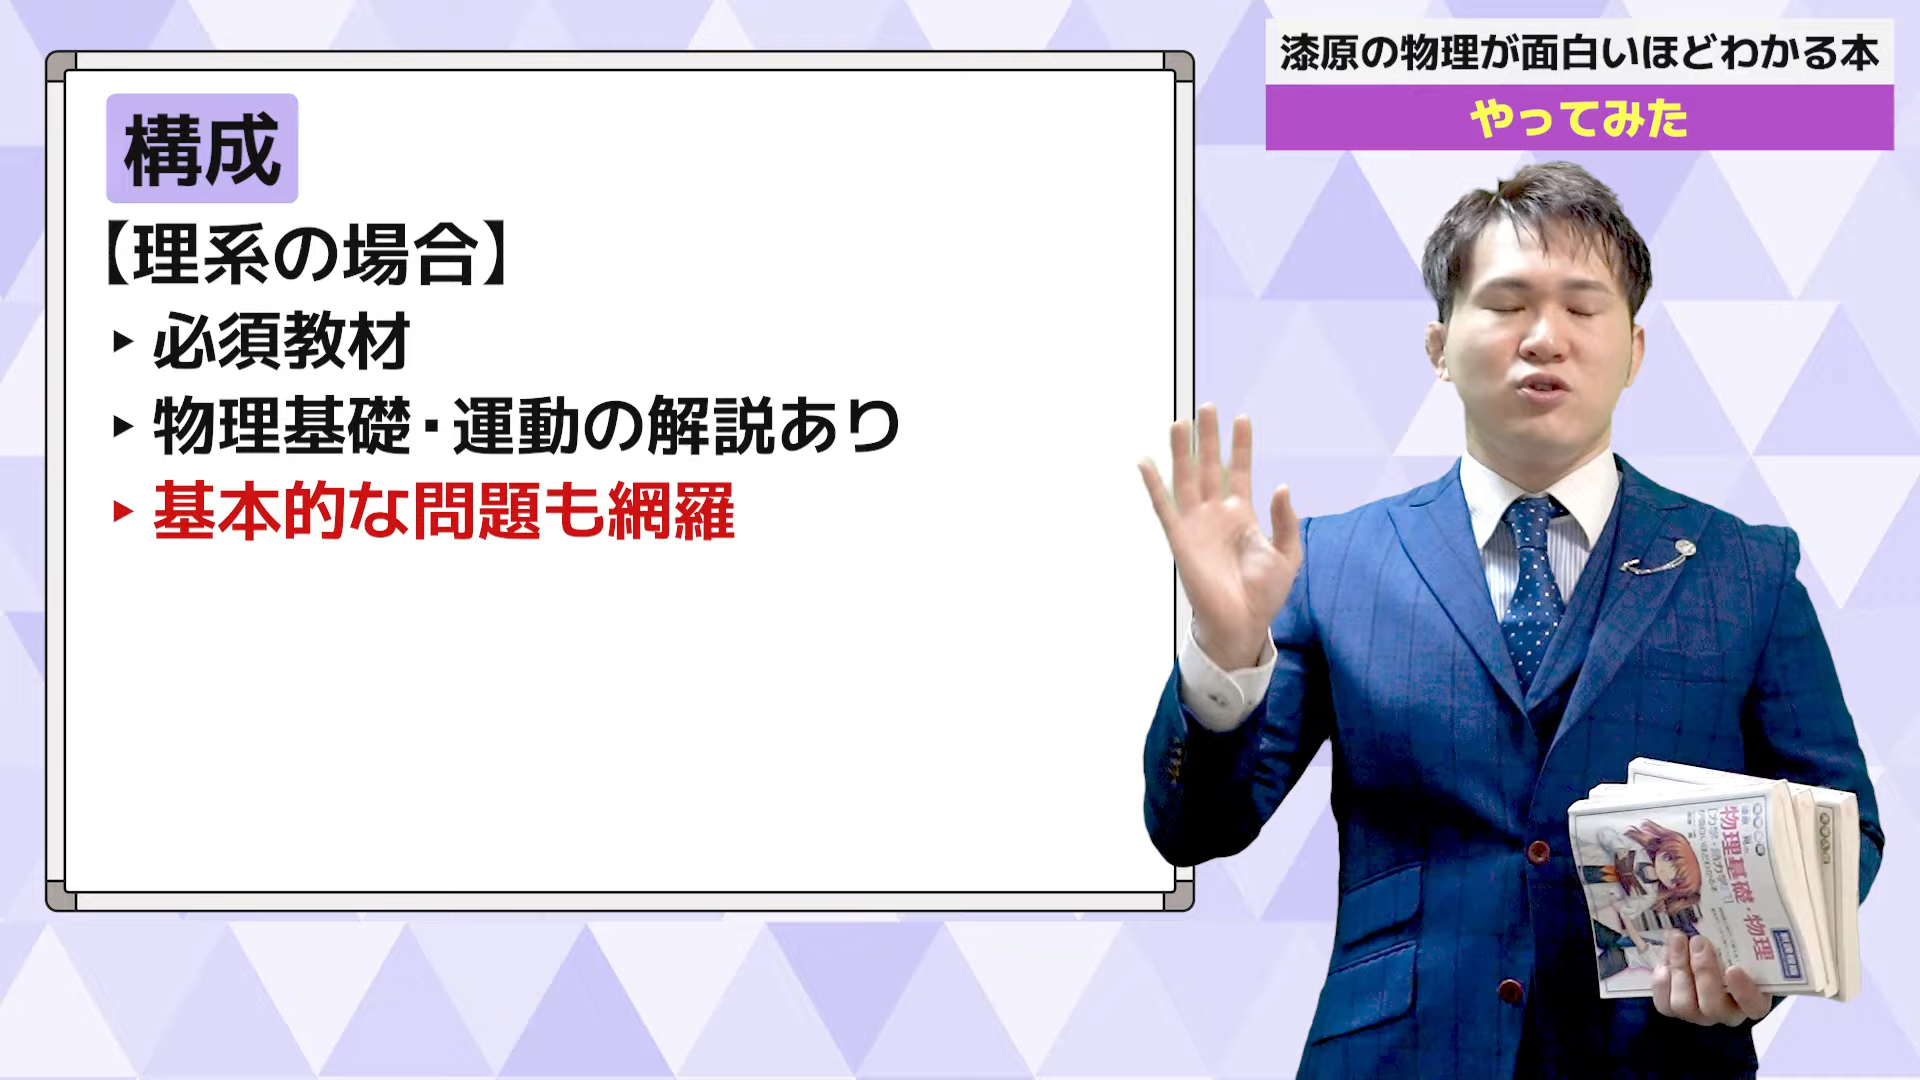 漆原の物理が面白いほどわかる本
やってみた
構成
【理系の場合】
▸ 必須教材
▸ 物理基礎・運動の解説あり
▸ 基本的な問題も網羅
物理基礎・物理